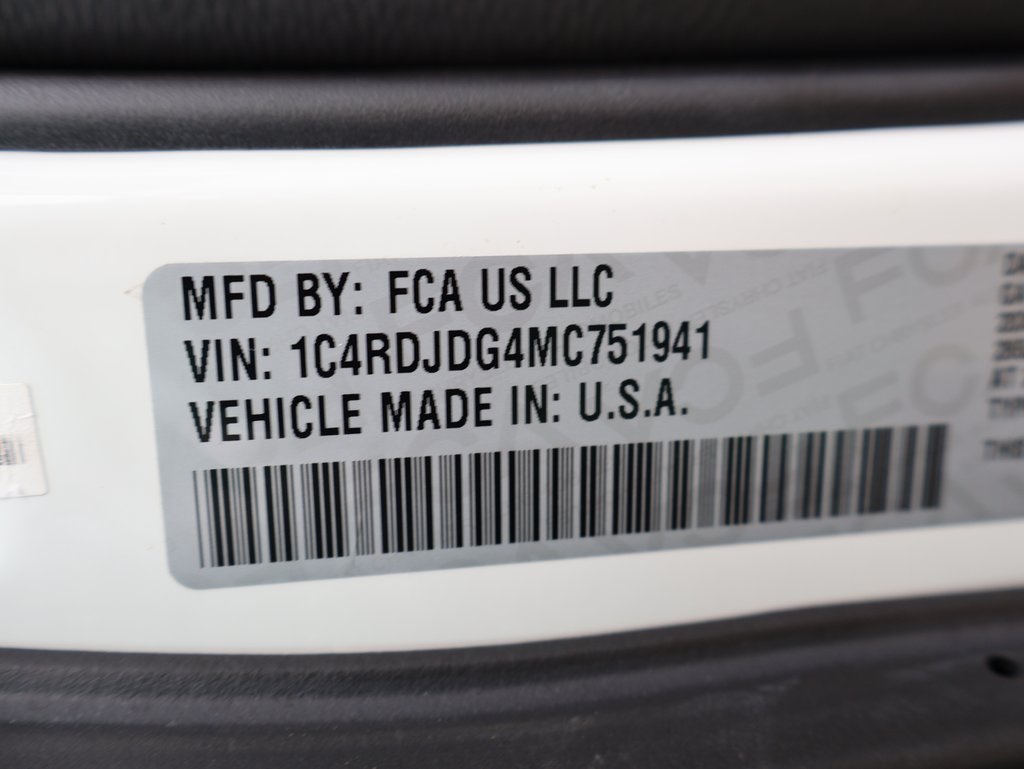 MFD BY: FCA US LLC
VIN: 1C4RDJDG4MC751941
VEHICLE MADE IN: U.S.A.